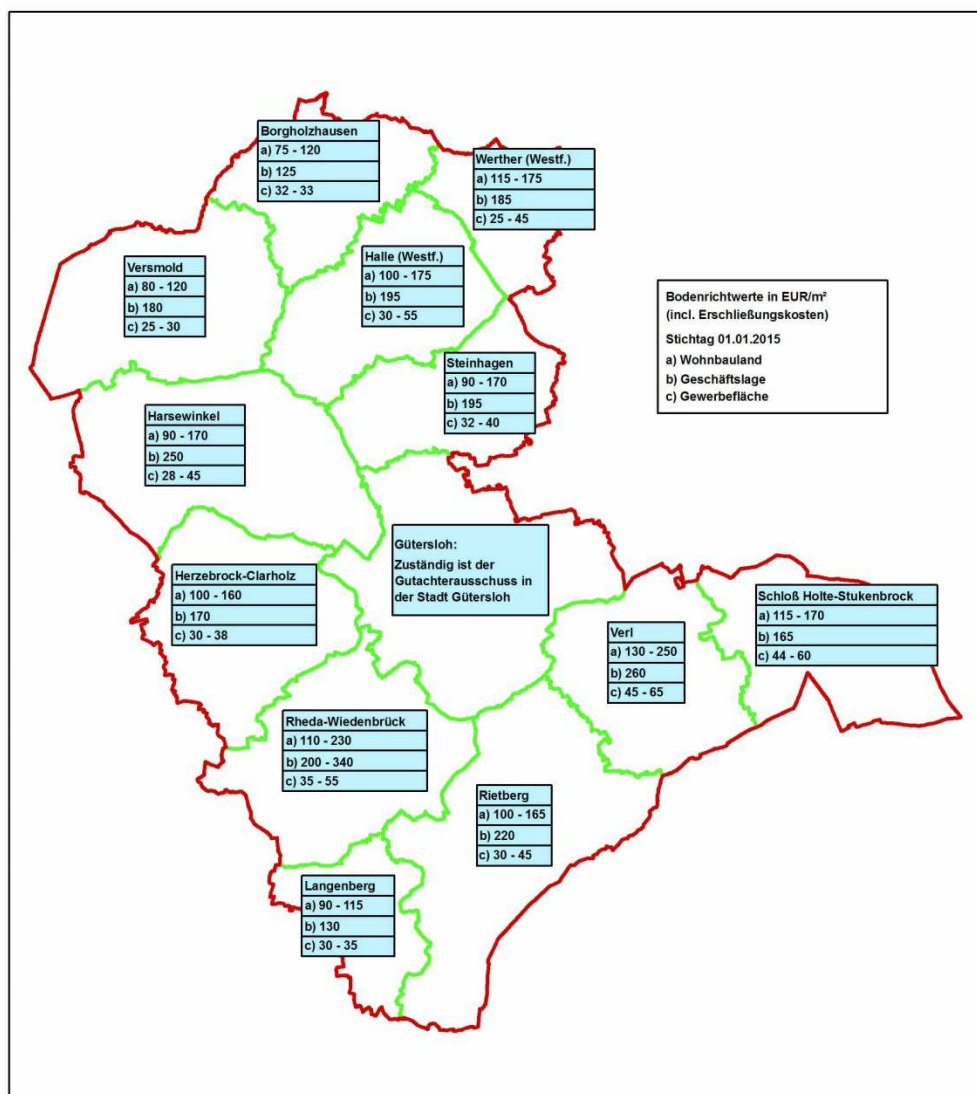 Borgholzhausen
a) 75 - 120
b) 125
c) 32 - 33
Werther (Westf.)
a) 115 - 175
b) 185
c) 25 - 45
Versmold
a) 80 - 120
b) 180
c) 25 - 30
Halle (Westf.)
a) 100 - 175
b) 195
c) 30 - 55
Bodenrichtwerte in EUR/m²
(incl. Erschließungskosten)
Stichtag 01.01.2015
a) Wohnbauland
b) Geschäftslage
c) Gewerbefläche
Steinhagen
a) 90 - 170
b) 195
c) 32 - 40
Harsewinkel
a) 90 - 170
b) 250
c) 28 - 45
Gütersloh:
Zuständig ist der
Gutachterausschuss in
der Stadt Gütersloh
Herzebrock-Clarholz
a) 100 - 160
b) 170
c) 30 - 38
Schloß Holte-Stukenbrock
a) 115 - 170
b) 165
c) 44 - 60
Verl
a) 130 - 250
b) 260
c) 45 - 65
Rheda-Wiedenbrück
a) 110 - 230
b) 200 - 340
c) 35 - 55
Rietberg
a) 100 - 165
b) 220
c) 30 - 45
Langenberg
a) 90 - 115
b) 130
c) 30 - 35